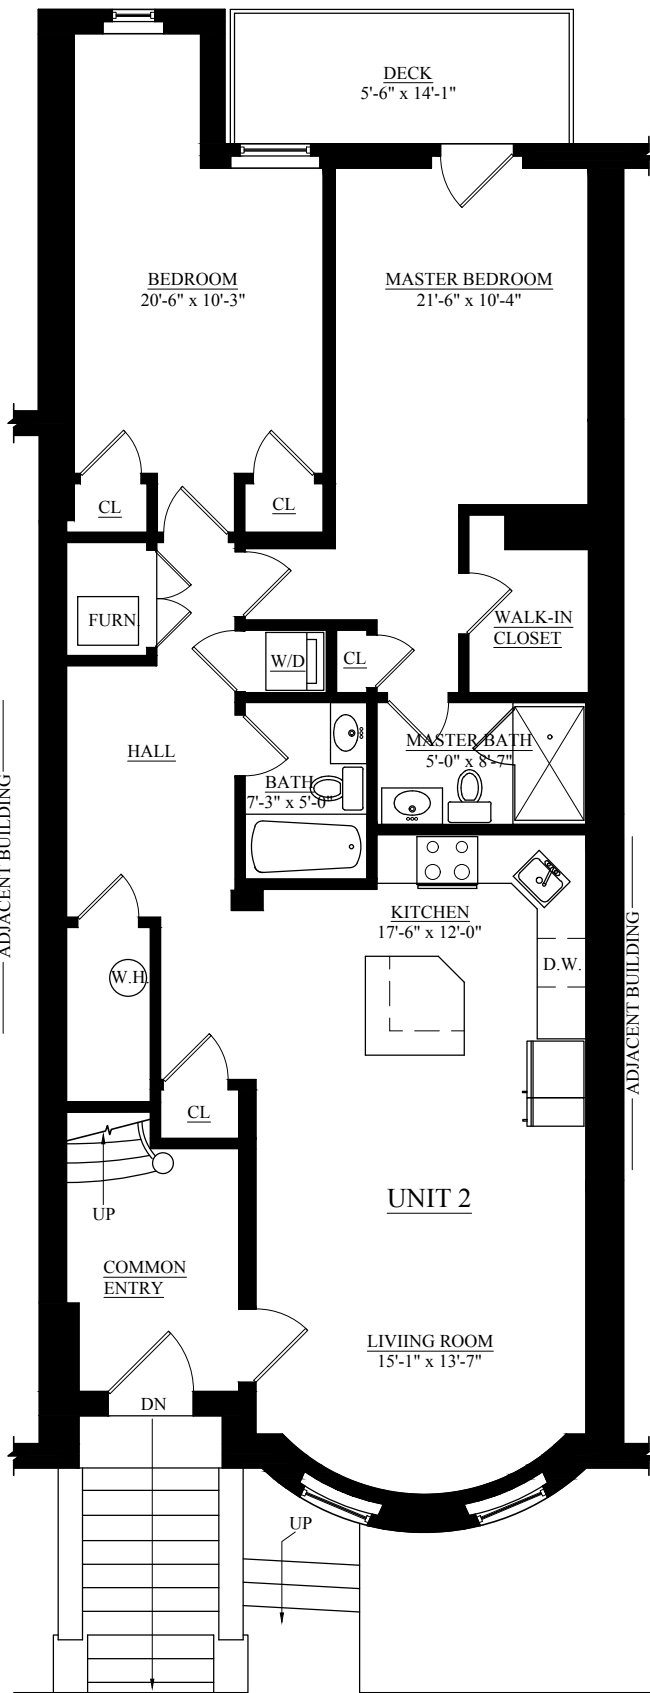 DECK
5'-6" x 14'-1"
BEDROOM
20'-6" x 10'-3"
MASTER BEDROOM
21'-6" x 10'-4"
CL
CL
FURN.
WALK-IN
CLOSET
W/D
CL
HALL
MASTER BATH
5'-0" x 8'-7"
BATH
7'-3" x 5'-0"
ADJACENT BUILDING
KITCHEN
17'-6" x 12'-0"
D.W.
W.H.
ADJACENT BUILDING
CL
UNIT 2
UP
COMMON
ENTRY
LIVIING ROOM
15'-1" x 13'-7"
DN
UP